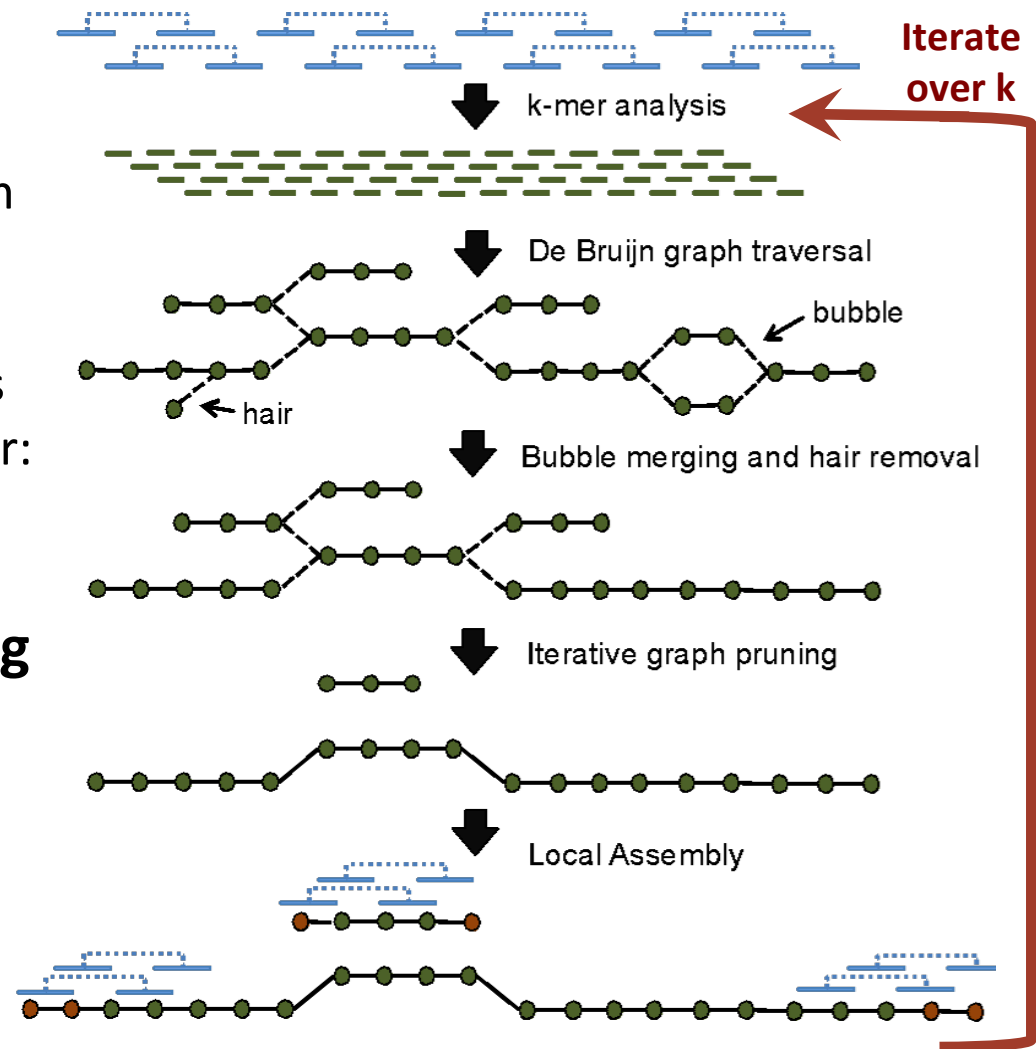 Iterate
over k
k-mer analysis
De Bruijn graph traversal
bubble
hair
r:
Bubble merging and hair removal
g
Iterative graph pruning
Local Assembly